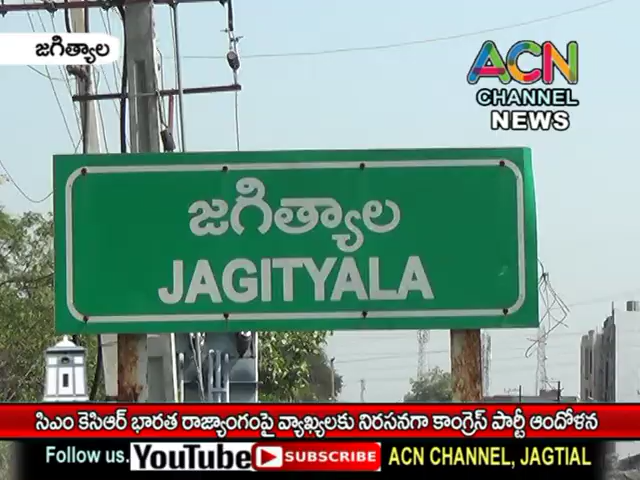 జగిత్యాల
ACN
CHANNEL
NEWS
జగిత్యాల
JAGITYALA
సిఎం కెసిఆర్ భారత రాజ్యాంగంపై వ్యాఖ్యలకు నిరసనగా కాంగ్రెస్ పార్టీ ఆందోళన
Follow us. YouTube SUBSCRIBE ACN CHANNEL, JAGTIAL